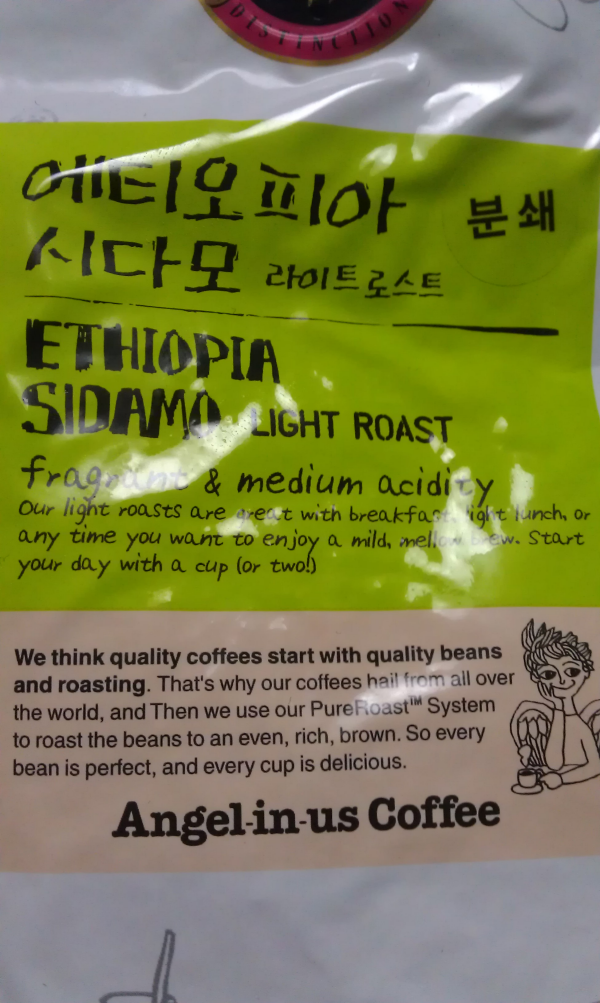 DISTINCTION
에티오피아
분쇄
시다모 라이트로스트
ETHIOPIA
SIDAMO LIGHT ROAST
fragrant & medium acidity
Our light roasts are great with breakfast, light lunch, or
any time you want to enjoy a mild, mellow brew. Start
your day with a cup (or two!)
We think quality coffees start with quality beans
and roasting. That's why our coffees hail from all over
the world, and Then we use our PureRoast™ System
to roast the beans to an even, rich, brown. So every
bean is perfect, and every cup is delicious.
Angel-in-us Coffee